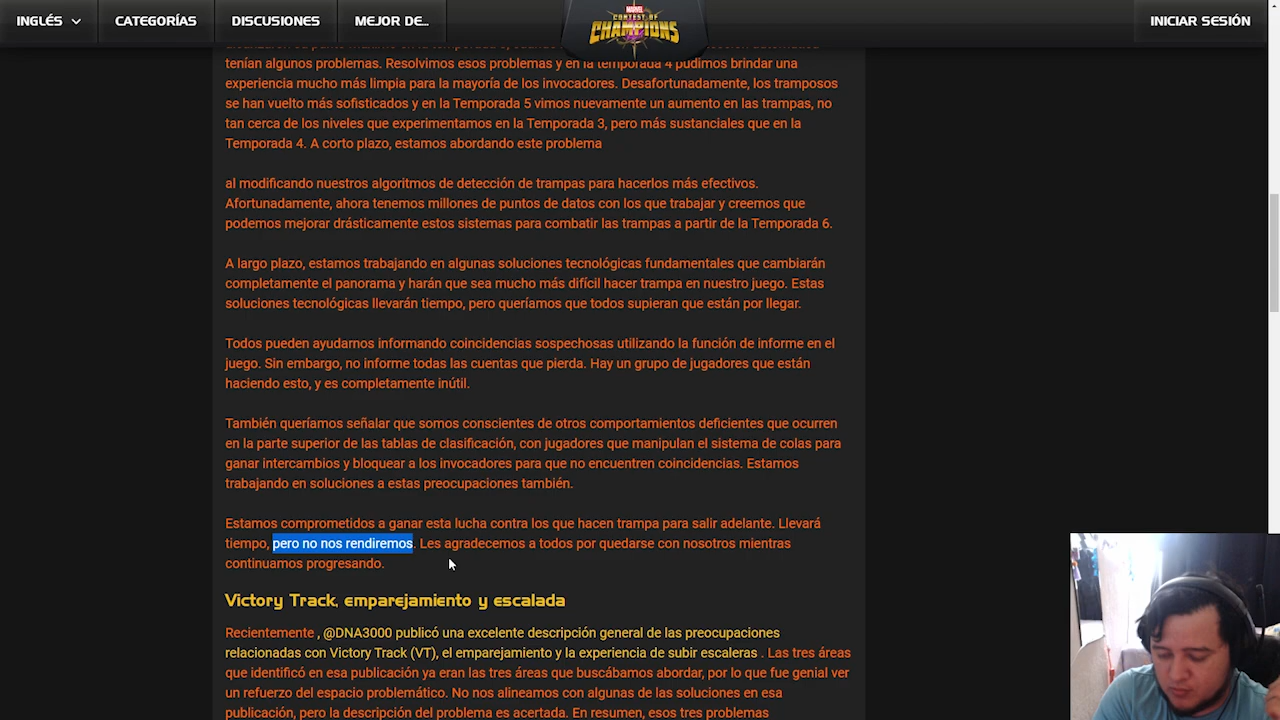 INGLÉS
CATEGORÍAS
DISCUSIONES
MEJOR DE...
MARVEL
CONTEST OF
CHAMPIONS
INICIAR SESIÓN
tenían algunos problemas. Resolvimos esos problemas y en la temporada 4 pudimos brindar una
experiencia mucho más limpia para la mayoría de los invocadores. Desafortunadamente, los tramposos
se han vuelto más sofisticados y en la Temporada 5 vimos nuevamente un aumento en las trampas, no
tan cerca de los niveles que experimentamos en la Temporada 3, pero más sustanciales que en la
Temporada 4. A corto plazo, estamos abordando este problema
al modificando nuestros algoritmos de detección de trampas para hacerlos más efectivos.
Afortunadamente, ahora tenemos millones de puntos de datos con los que trabajar y creemos que
podemos mejorar drásticamente estos sistemas para combatir las trampas a partir de la Temporada 6.
A largo plazo, estamos trabajando en algunas soluciones tecnológicas fundamentales que cambiarán
completamente el panorama y harán que sea mucho más difícil hacer trampa en nuestro juego. Estas
soluciones tecnológicas llevarán tiempo, pero queríamos que todos supieran que están por llegar.
Todos pueden ayudarnos informando coincidencias sospechosas utilizando la función de informe en el
juego. Sin embargo, no informe todas las cuentas que pierda. Hay un grupo de jugadores que están
haciendo esto, y es completamente inútil.
También queríamos señalar que somos conscientes de otros comportamientos deficientes que ocurren
en la parte superior de las tablas de clasificación, con jugadores que manipulan el sistema de colas para
ganar intercambios y bloquear a los invocadores para que no encuentren coincidencias. Estamos
trabajando en soluciones a estas preocupaciones también.
Estamos comprometidos a ganar esta lucha contra los que hacen trampa para salir adelante. Llevará
tiempo, pero no nos rendiremos. Les agradecemos a todos por quedarse con nosotros mientras
continuamos progresando.
Victory Track, emparejamiento y escalada
Recientemente , @DNA3000 publicó una excelente descripción general de las preocupaciones
relacionadas con Victory Track (VT), el emparejamiento y la experiencia de subir escaleras . Las tres áreas
que identificó en esa publicación ya eran las tres áreas que buscábamos abordar, por lo que fue genial ver
un refuerzo del espacio problemático. No nos alineamos con algunas de las soluciones en esa
publicación, pero la descripción del problema es acertada. En resumen, esos tres problemas